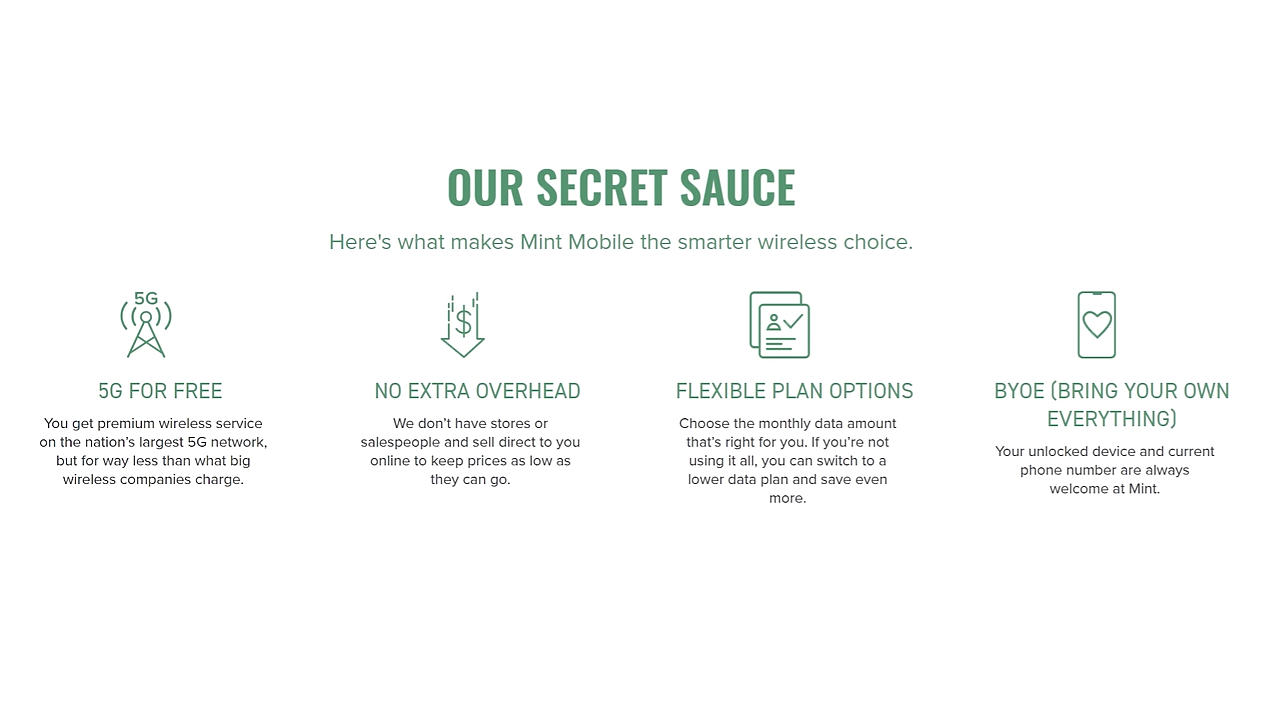 OUR SECRET SAUCE
Here's what makes Mint Mobile the smarter wireless choice.
5G
5G FOR FREE
You get premium wireless service
on the nation’s largest 5G network,
but for way less than what big
wireless companies charge.
$
NO EXTRA OVERHEAD
We don’t have stores or
salespeople and sell direct to you
online to keep prices as low as
they can go.
FLEXIBLE PLAN OPTIONS
Choose the monthly data amount
that’s right for you. If you’re not
using it all, you can switch to a
lower data plan and save even
more.
BYOE (BRING YOUR OWN
EVERYTHING)
Your unlocked device and current
phone number are always
welcome at Mint.